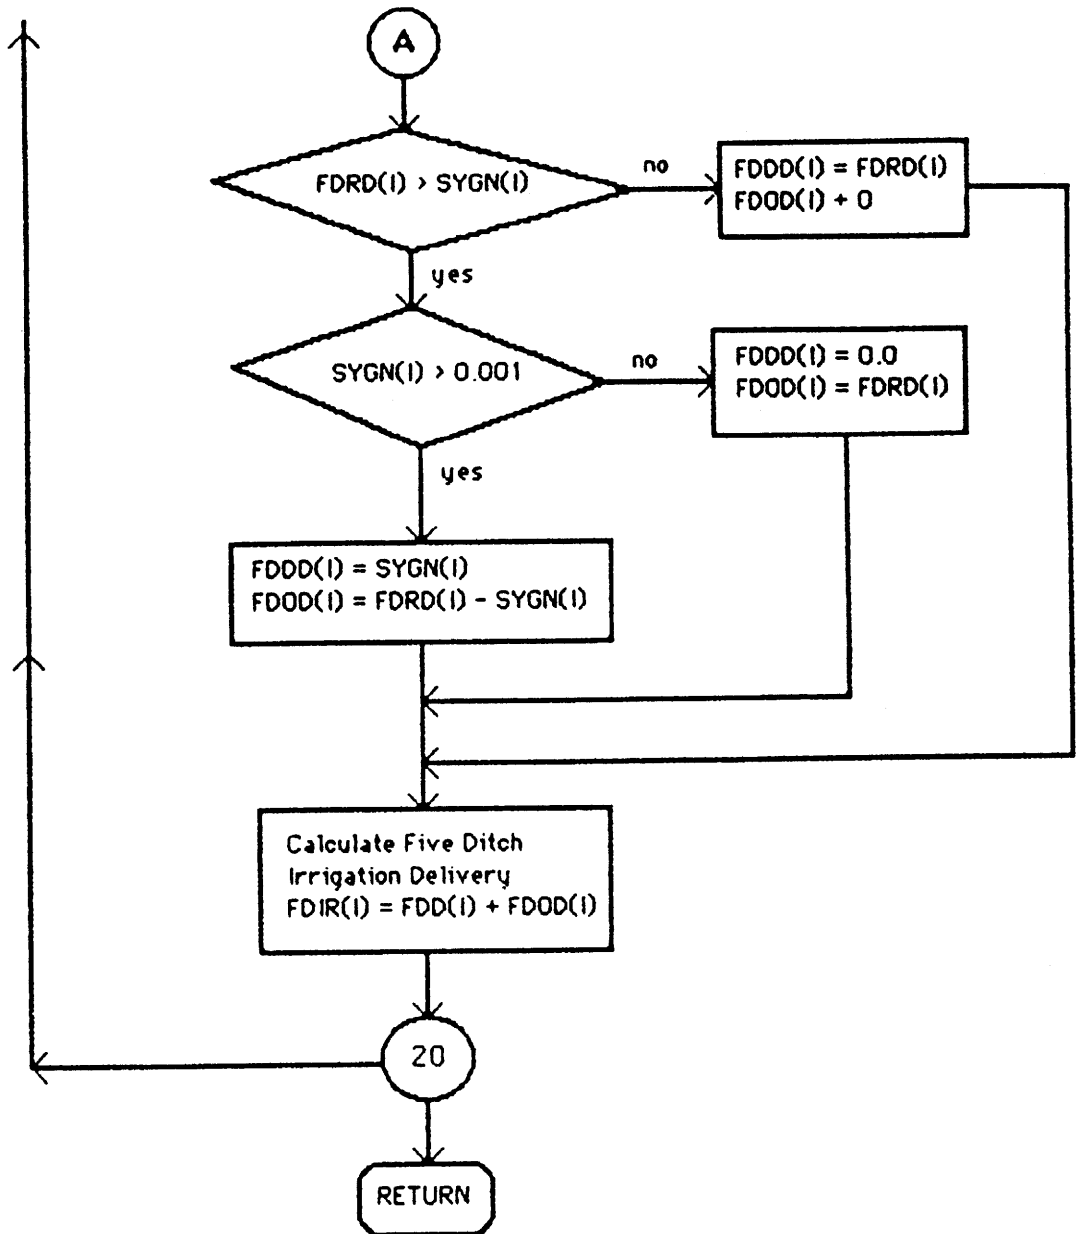 A
FDRD(I) > SYGN(I)
no
FDDD(I) = FDRD(I)
FDOD(I) + 0
yes
SYGN(I) > 0.001
no
FDDD(I) = 0.0
FDOD(I) = FDRD(I)
yes
FDDD(I) = SYGN(I)
FDOD(I) = FDRD(I) - SYGN(I)
Calculate Five Ditch
Irrigation Delivery
FDIR(I) = FDD(I) + FDOD(I)
20
RETURN